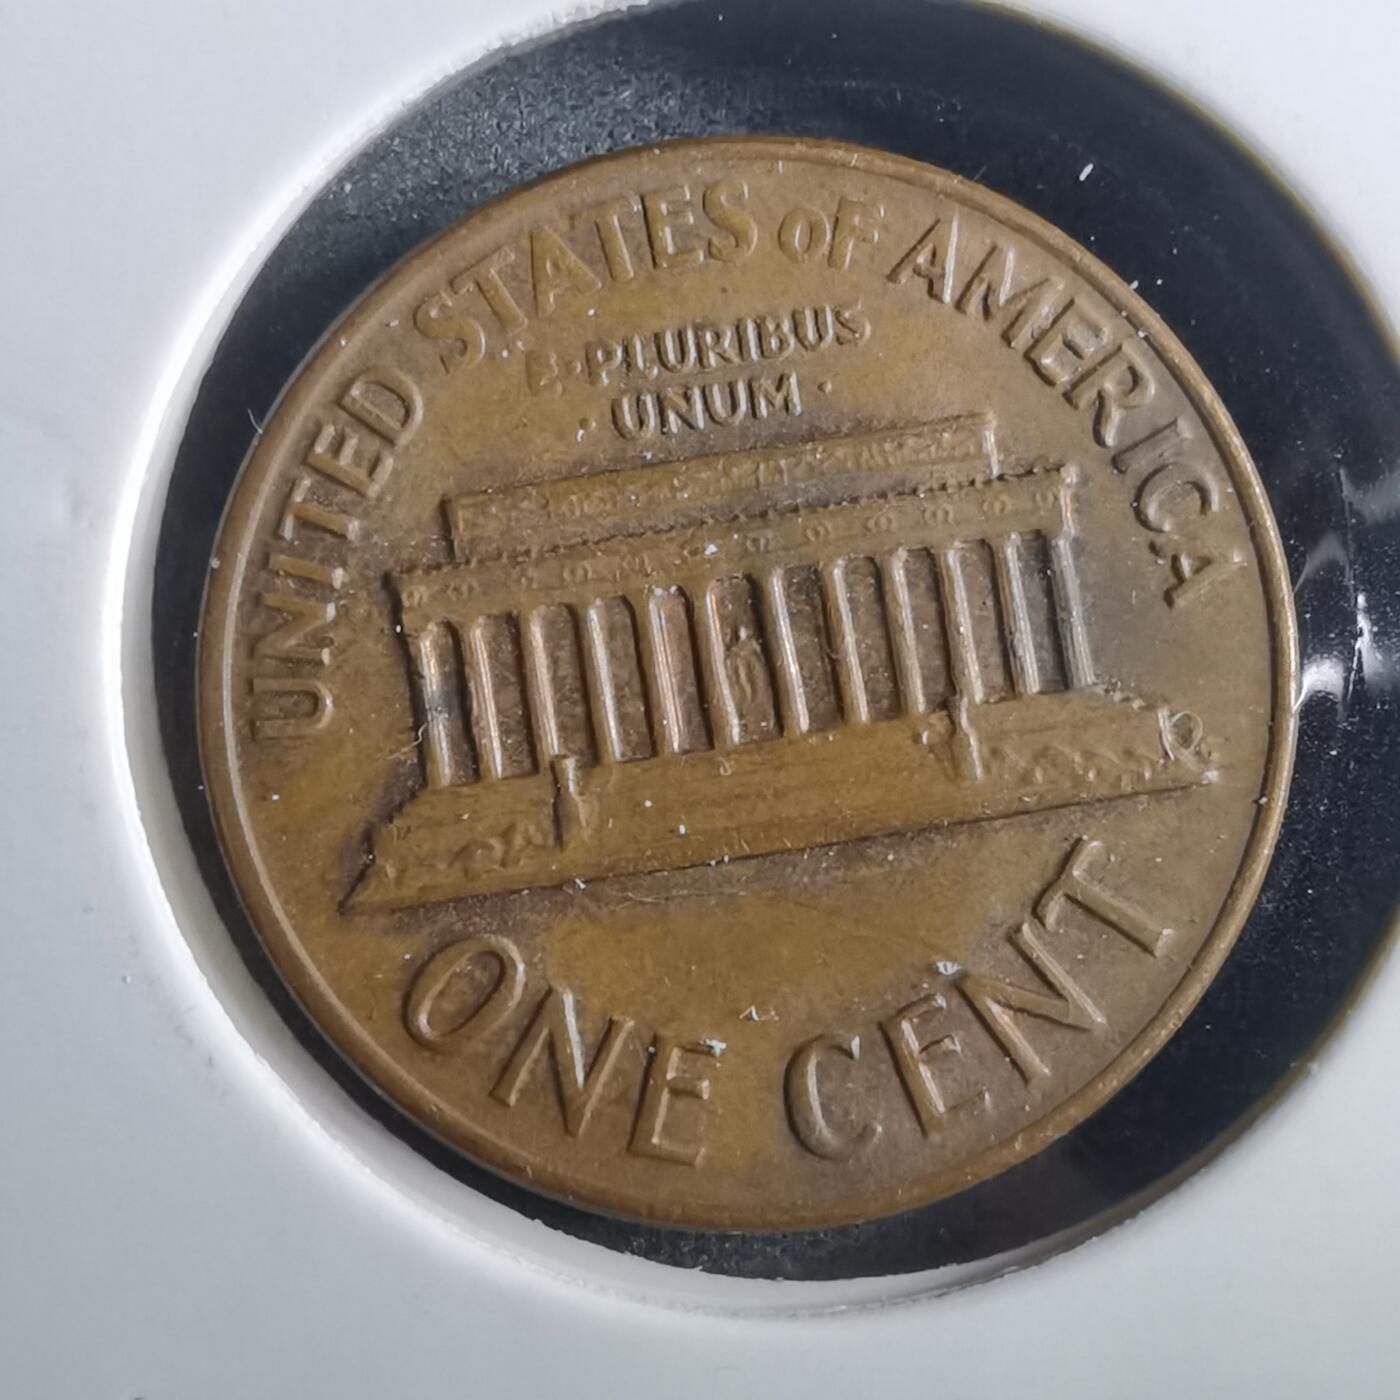 UNITED STATES OF AMERICA
E·PLURIBUS
·UNUM·
ONE CENT